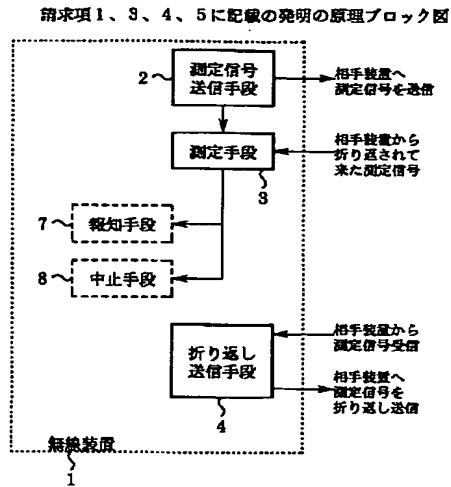 請求項1、3、4、5に記載の発明の原理ブロック図
2
測定信号
送信手段
相手装置へ
測定信号を送信
測定手段
3
相手装置から
折り返されて
来た測定信号
7
報知手段
8
中止手段
折り返し
送信手段
4
相手装置から
測定信号受信
相手装置へ
測定信号を
折り返し送信
無線装置
1